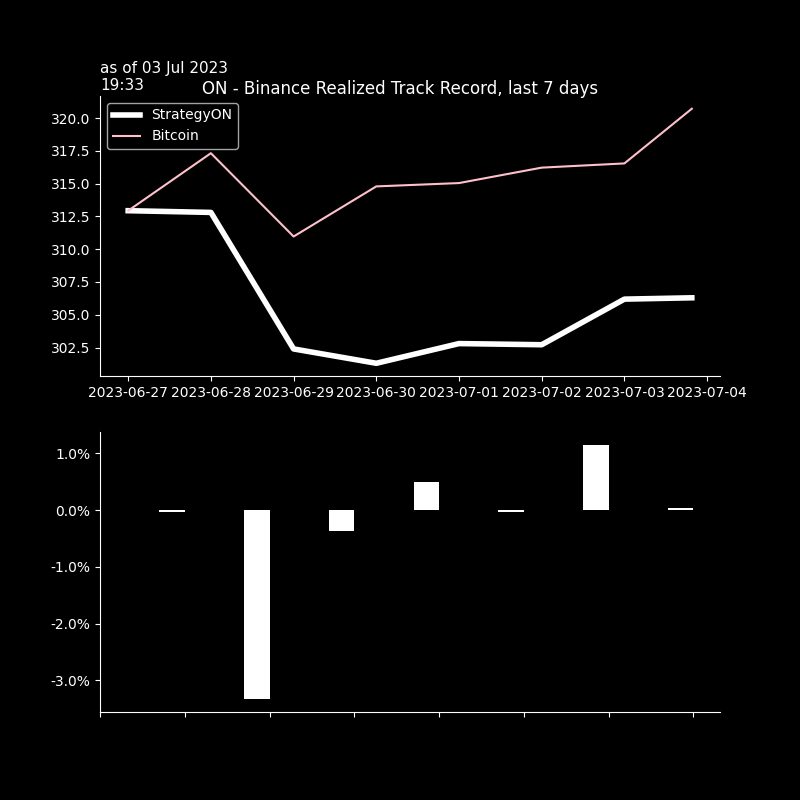 as of 03 Jul 2023
19:33
ON - Binance Realized Track Record, last 7 days
StrategyON
Bitcoin
320.0
317.5
315.0
312.5
310.0
307.5
305.0
302.5
2023-06-27 2023-06-28 2023-06-29 2023-06-30 2023-07-01 2023-07-02 2023-07-03 2023-07-04
1.0%
0.0%
-1.0%
-2.0%
-3.0%